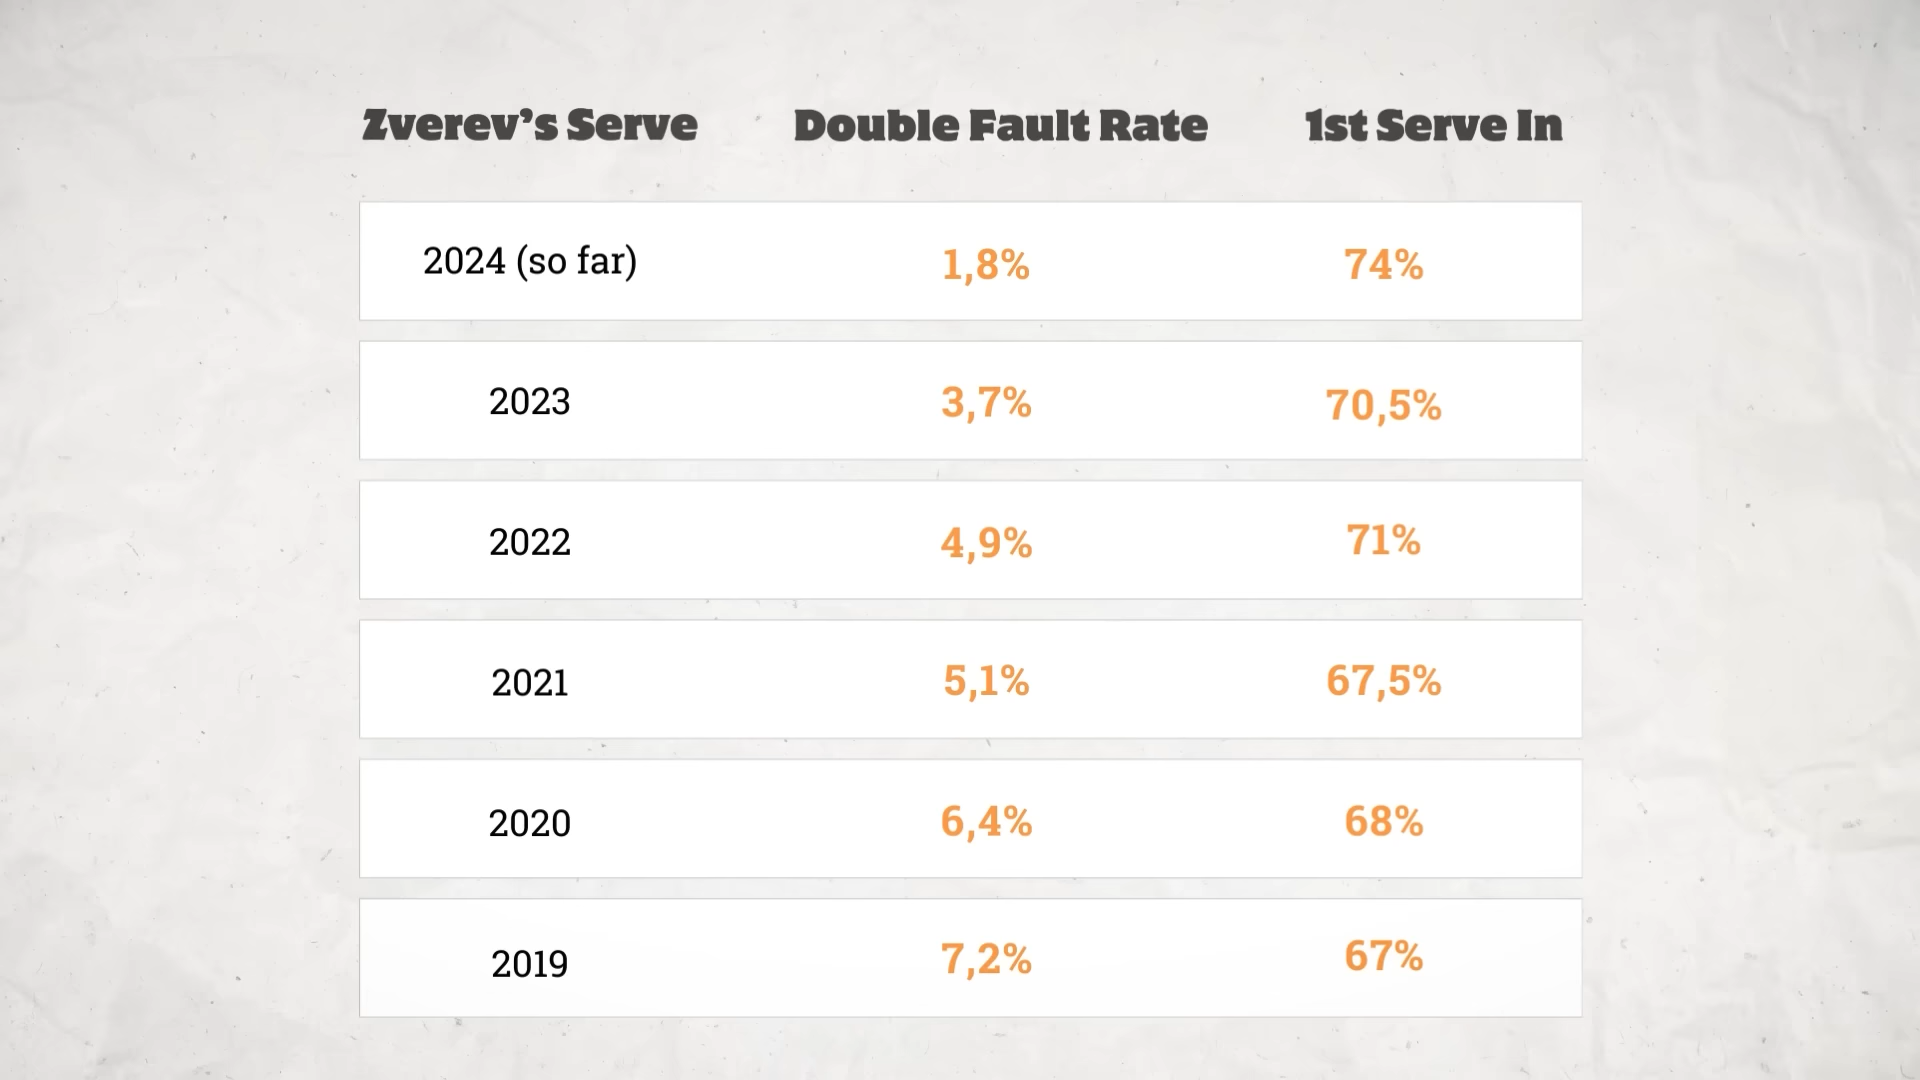 Zverev's Serve Double Fault Rate 1st Serve In
2024 (so far) 1,8% 74%
2023 3,7% 70,5%
2022 4,9% 71%
2021 5,1% 67,5%
2020 6,4% 68%
2019 7,2% 67%